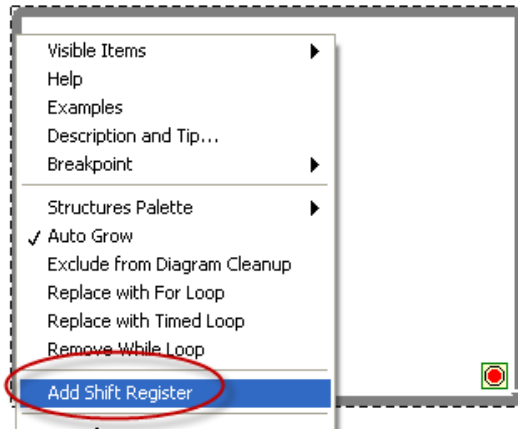 Visible Items
Help
Examples
Description and Tip...
Breakpoint
Structures Palette
Auto Grow
Exclude from Diagram Cleanup
Replace with For Loop
Replace with Timed Loop
Remove While Loop
Add Shift Register